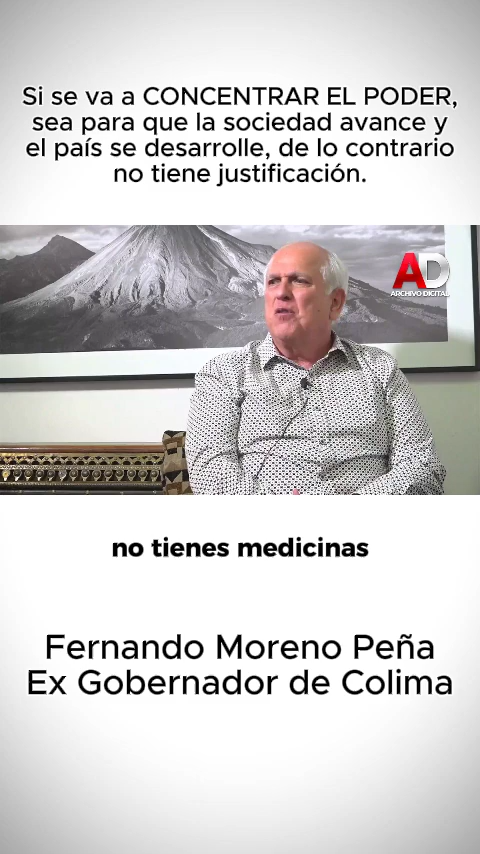 Si se va a CONCENTRAR EL PODER,
sea para que la sociedad avance y
el país se desarrolle, de lo contrario
no tiene justificación.
AD
ARCHIVO DIGITAL
no tienes medicinas
Fernando Moreno Peña
Ex Gobernador de Colima